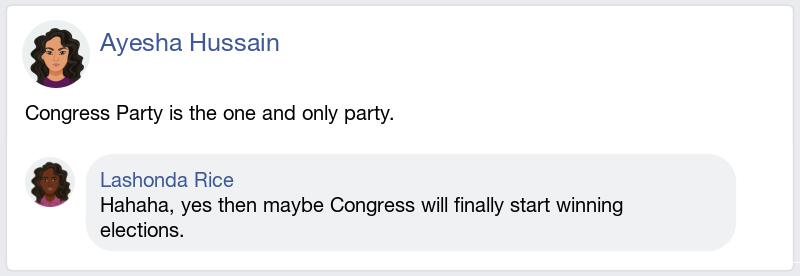 Ayesha Hussain
Congress Party is the one and only party.
Lashonda Rice
Hahaha, yes then maybe Congress will finally start winning
elections.